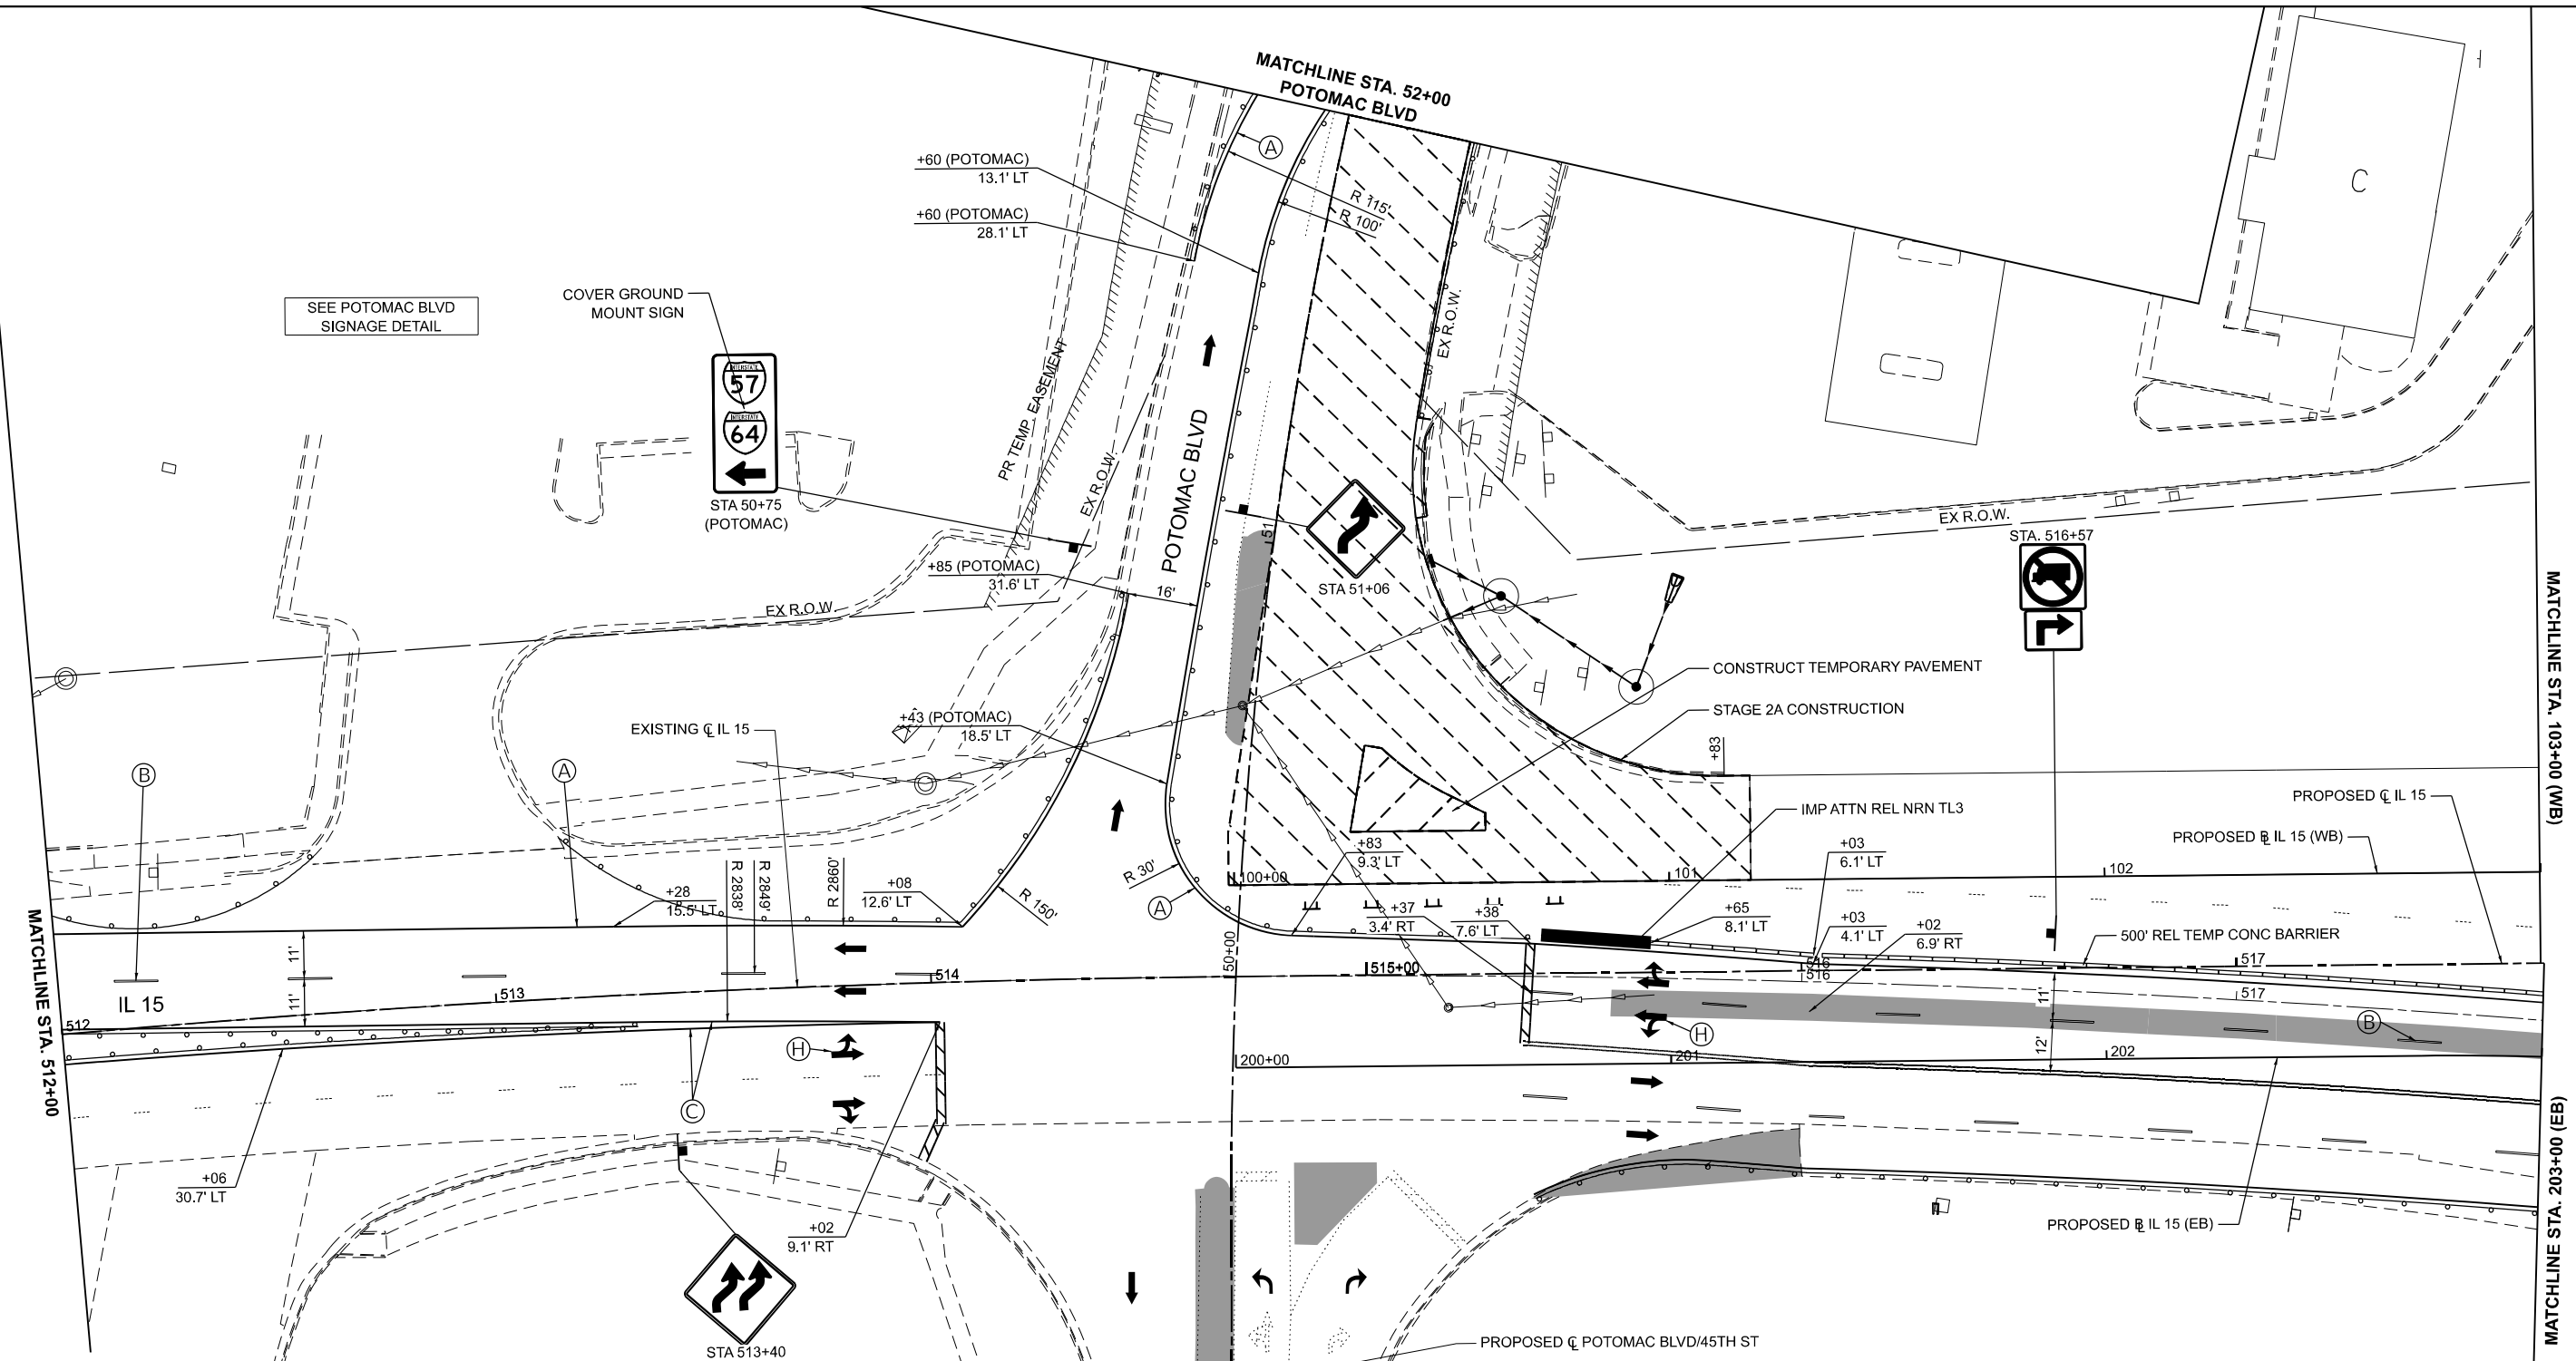 MATCHLINE STA. 52+00
POTOMAC BLVD
+60 (POTOMAC)
13.1' LT
+60 (POTOMAC)
28.1' LT
A
R 115'
R 100'
C
SEE POTOMAC BLVD
SIGNAGE DETAIL
COVER GROUND
MOUNT SIGN
INTERSTATE
57
INTERSTATE
64
STA 50+75
(POTOMAC)
PR TEMP. EASEMENT
EX R.O.W.
POTOMAC BLVD
EX R.O.W.
51
STA 51+06
EX R.O.W.
STA. 516+57
MATCHLINE STA. 103+00 (WB)
+85 (POTOMAC)
31.6' LT
16'
EX R.O.W.
CONSTRUCT TEMPORARY PAVEMENT
STAGE 2A CONSTRUCTION
+83
EXISTING ℄ IL 15
+43 (POTOMAC)
18.5' LT
B
A
IMP ATTN REL NRN TL3
PROPOSED ℄ IL 15
PROPOSED ⅊ IL 15 (WB)
+83
9.3' LT
+03
6.1' LT
R 2838'
R 2849'
R 2860'
+28
15.5' LT
+08
12.6' LT
R 150'
R 30'
A
100+00
101
102
+37
3.4' RT
+38
7.6' LT
+65
8.1' LT
+03
4.1' LT
+02
6.9' RT
500' REL TEMP CONC BARRIER
MATCHLINE STA. 512+00
11'
11'
IL 15
512
513
514
50+00
515+00
516
516
517
517
11'
12'
B
H
H
C
200+00
201
202
+06
30.7' LT
+02
9.1' RT
STA 513+40
PROPOSED ⅊ IL 15 (EB)
PROPOSED ℄ POTOMAC BLVD/45TH ST
MATCHLINE STA. 203+00 (EB)